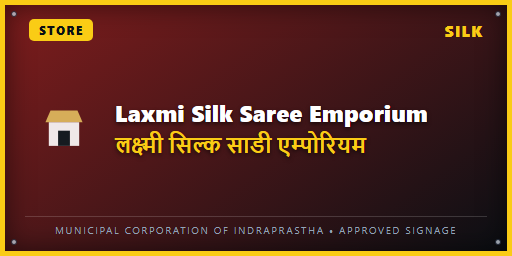 STORE
SILK
Laxmi Silk Saree Emporium
लक्ष्मी सिल्क साडी एम्पोरियम
MUNICIPAL CORPORATION OF INDRAPRASTHA • APPROVED SIGNAGE